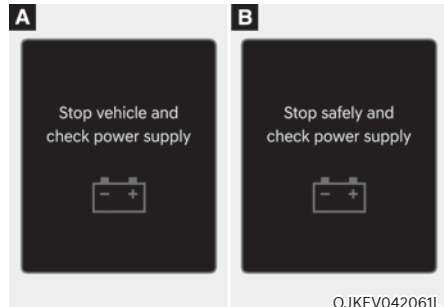 A
Stop vehicle and
check power supply
- +
B
Stop safely and
check power supply
- +
OJKEV042061L